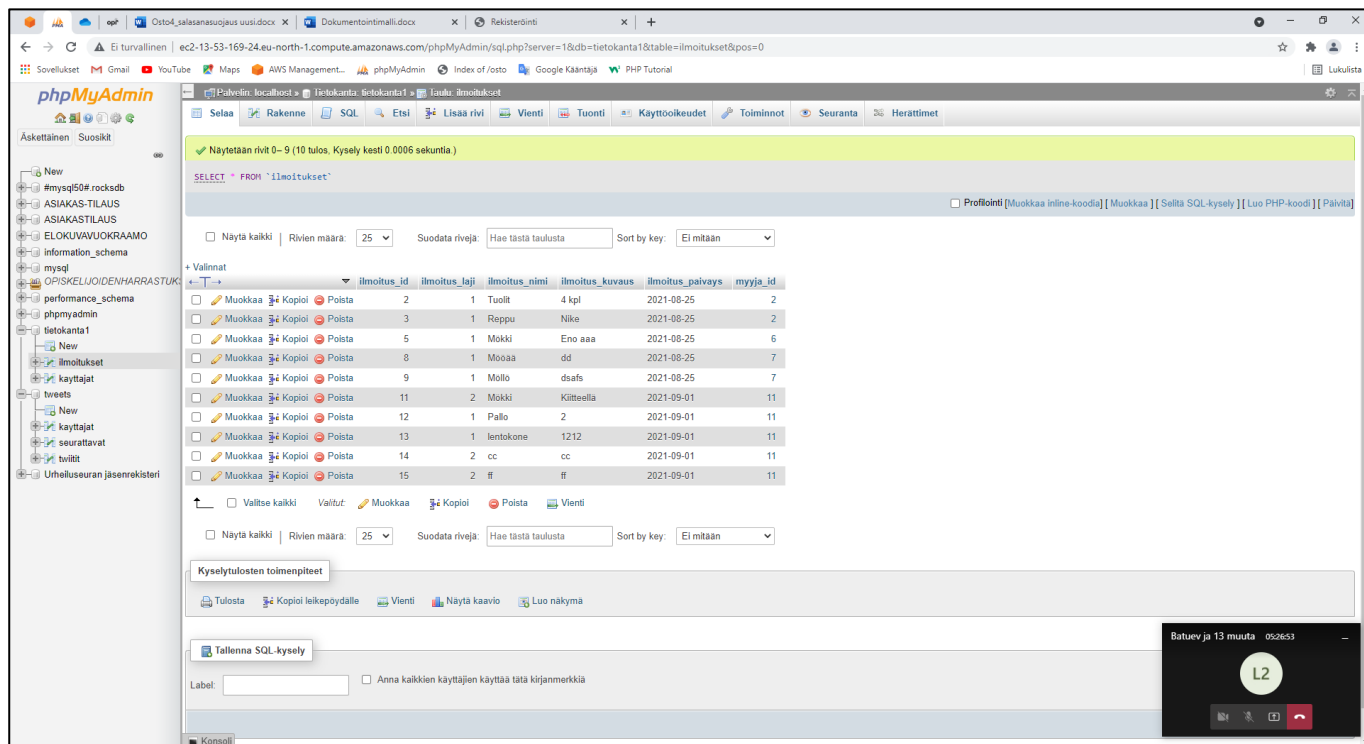 Osto4_salasanasuojaus uusi.docx
Dokumentointimalli.docx
Rekisteröinti
Ei turvallinen | ec2-13-53-169-24.eu-north-1.compute.amazonaws.com/phpMyAdmin/sql.php?server=1&db=tietokanta1&table=ilmoitukset&pos=0
Sovellukset Gmail YouTube Maps AWS Management... phpMyAdmin Index of /osto Google Kääntäjä PHP Tutorial Lukulista
phpMyAdmin
Äskettäinen Suosikit
New
#mysql50#.rocksdb
ASIAKAS-TILAUS
ASIAKASTILAUS
ELOKUVAVUOKRAAMO
information_schema
mysql
OPISKELIJOIDENHARRASTUKS
performance_schema
phpmyadmin
tietokanta1
New
ilmoitukset
kayttajat
tweets
New
kayttajat
seurattavat
twiitit
Urheiluseuran jäsenrekisteri
Palvelin: localhost » Tietokanta: tietokanta1 » Taulu: ilmoitukset
Selaa Rakenne SQL Etsi Lisää rivi Vienti Tuonti Käyttöoikeudet Toiminnot Seuranta Herättimet
Näytetään rivit 0– 9 (10 tulos, Kysely kesti 0.0006 sekuntia.)
SELECT * FROM `ilmoitukset`
Profilointi [Muokkaa inline-koodia] [ Muokkaa ] [ Selitä SQL-kysely ] [ Luo PHP-koodi ] [ Päivitä]
Näytä kaikki | Rivien määrä: 25 Suodata rivejä: Hae tästä taulusta Sort by key: Ei mitään
+ Valinnat
←T→ ilmoitus_id ilmoitus_laji ilmoitus_nimi ilmoitus_kuvaus ilmoitus_paivays myyja_id
Muokkaa Kopioi Poista 2 1 Tuolit 4 kpl 2021-08-25 2
Muokkaa Kopioi Poista 3 1 Reppu Nike 2021-08-25 2
Muokkaa Kopioi Poista 5 1 Mökki Eno aaa 2021-08-25 6
Muokkaa Kopioi Poista 8 1 Mööää dd 2021-08-25 7
Muokkaa Kopioi Poista 9 1 Möllö dsafs 2021-08-25 7
Muokkaa Kopioi Poista 11 2 Mökki Kiitteellä 2021-09-01 11
Muokkaa Kopioi Poista 12 1 Pallo 2 2021-09-01 11
Muokkaa Kopioi Poista 13 1 lentokone 1212 2021-09-01 11
Muokkaa Kopioi Poista 14 2 cc cc 2021-09-01 11
Muokkaa Kopioi Poista 15 2 ff ff 2021-09-01 11
Valitse kaikki Valitut: Muokkaa Kopioi Poista Vienti
Näytä kaikki | Rivien määrä: 25 Suodata rivejä: Hae tästä taulusta Sort by key: Ei mitään
Kyselytulosten toimenpiteet
Tulosta Kopioi leikepöydälle Vienti Näytä kaavio Luo näkymä
Tallenna SQL-kysely
Label: Anna kaikkien käyttäjien käyttää tätä kirjanmerkkiä
Konsoli
Batuev ja 13 muuta 05:26:53
L2